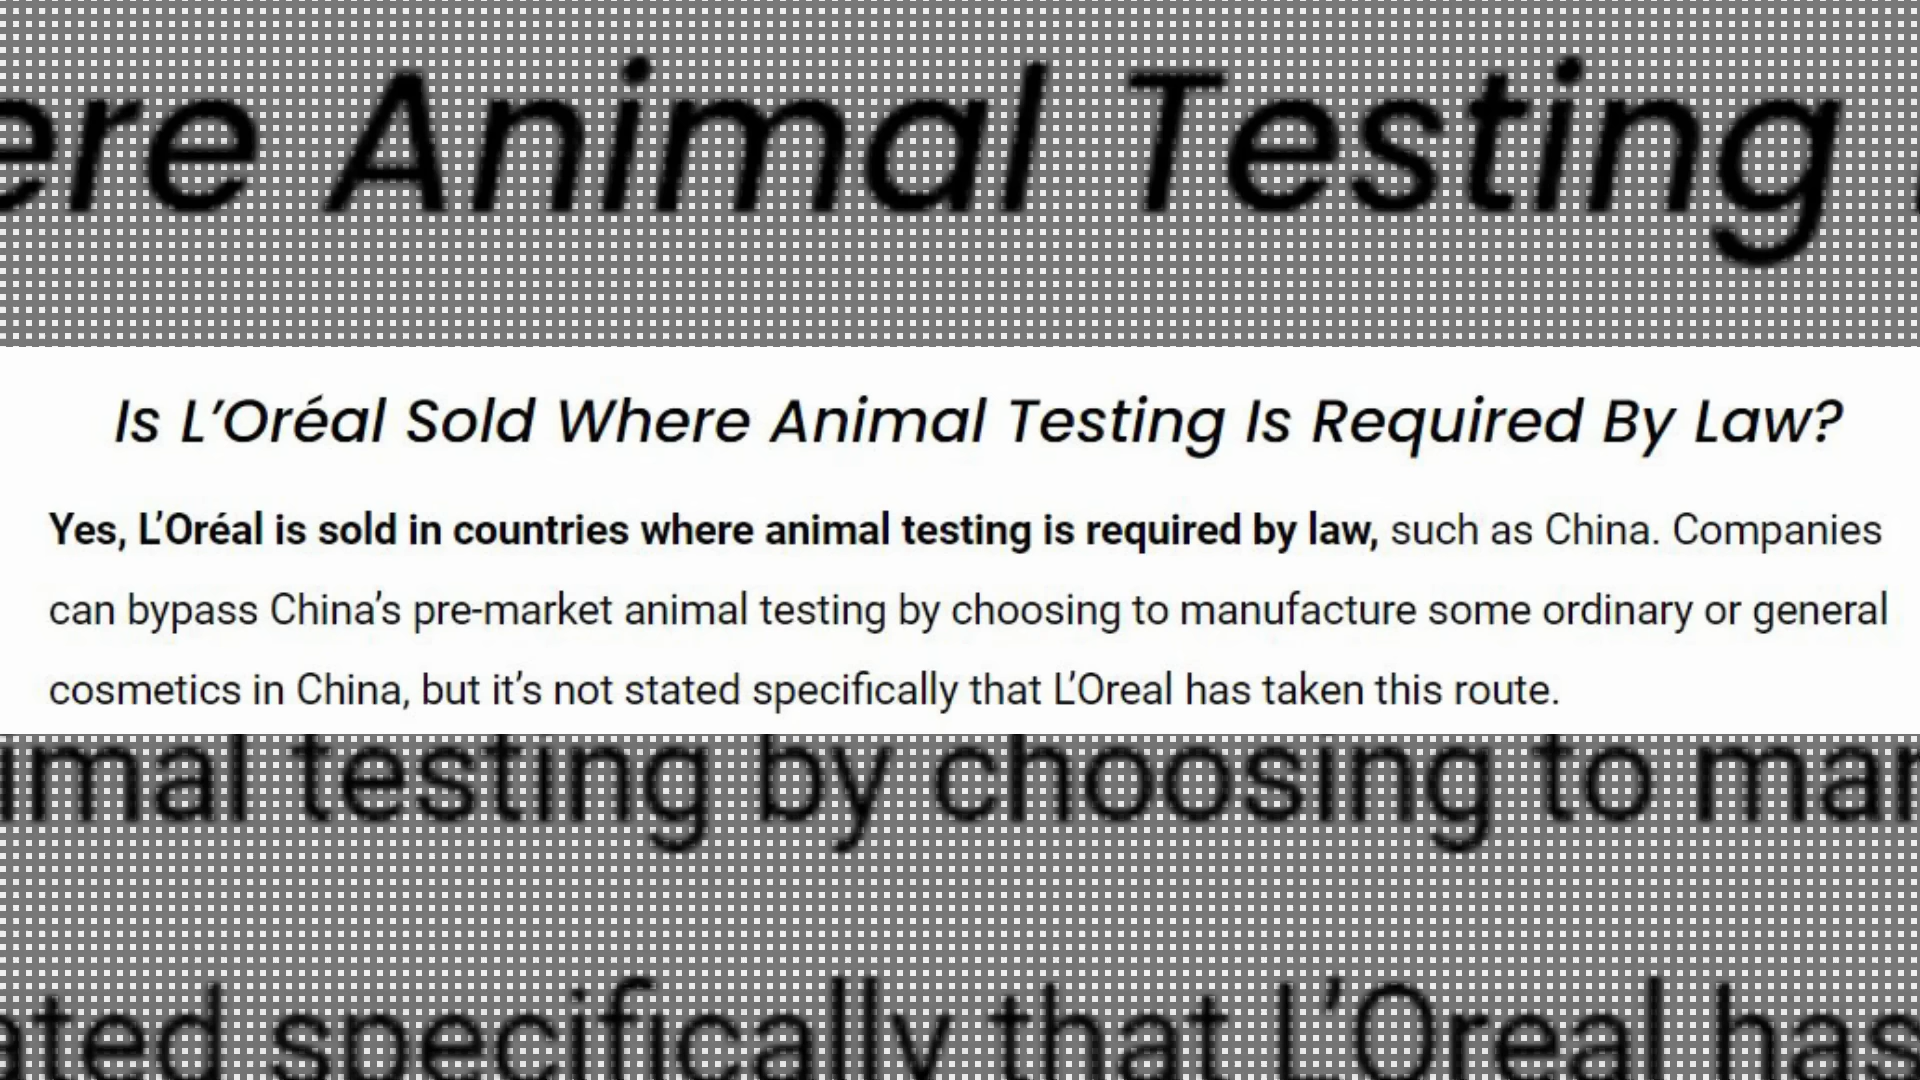 ere Animal Testing
Is L’Oréal Sold Where Animal Testing Is Required By Law?
Yes, L’Oréal is sold in countries where animal testing is required by law, such as China. Companies
can bypass China’s pre-market animal testing by choosing to manufacture some ordinary or general
cosmetics in China, but it’s not stated specifically that L’Oreal has taken this route.
imal testing by choosing to mar
ated specifically that L’Oreal has